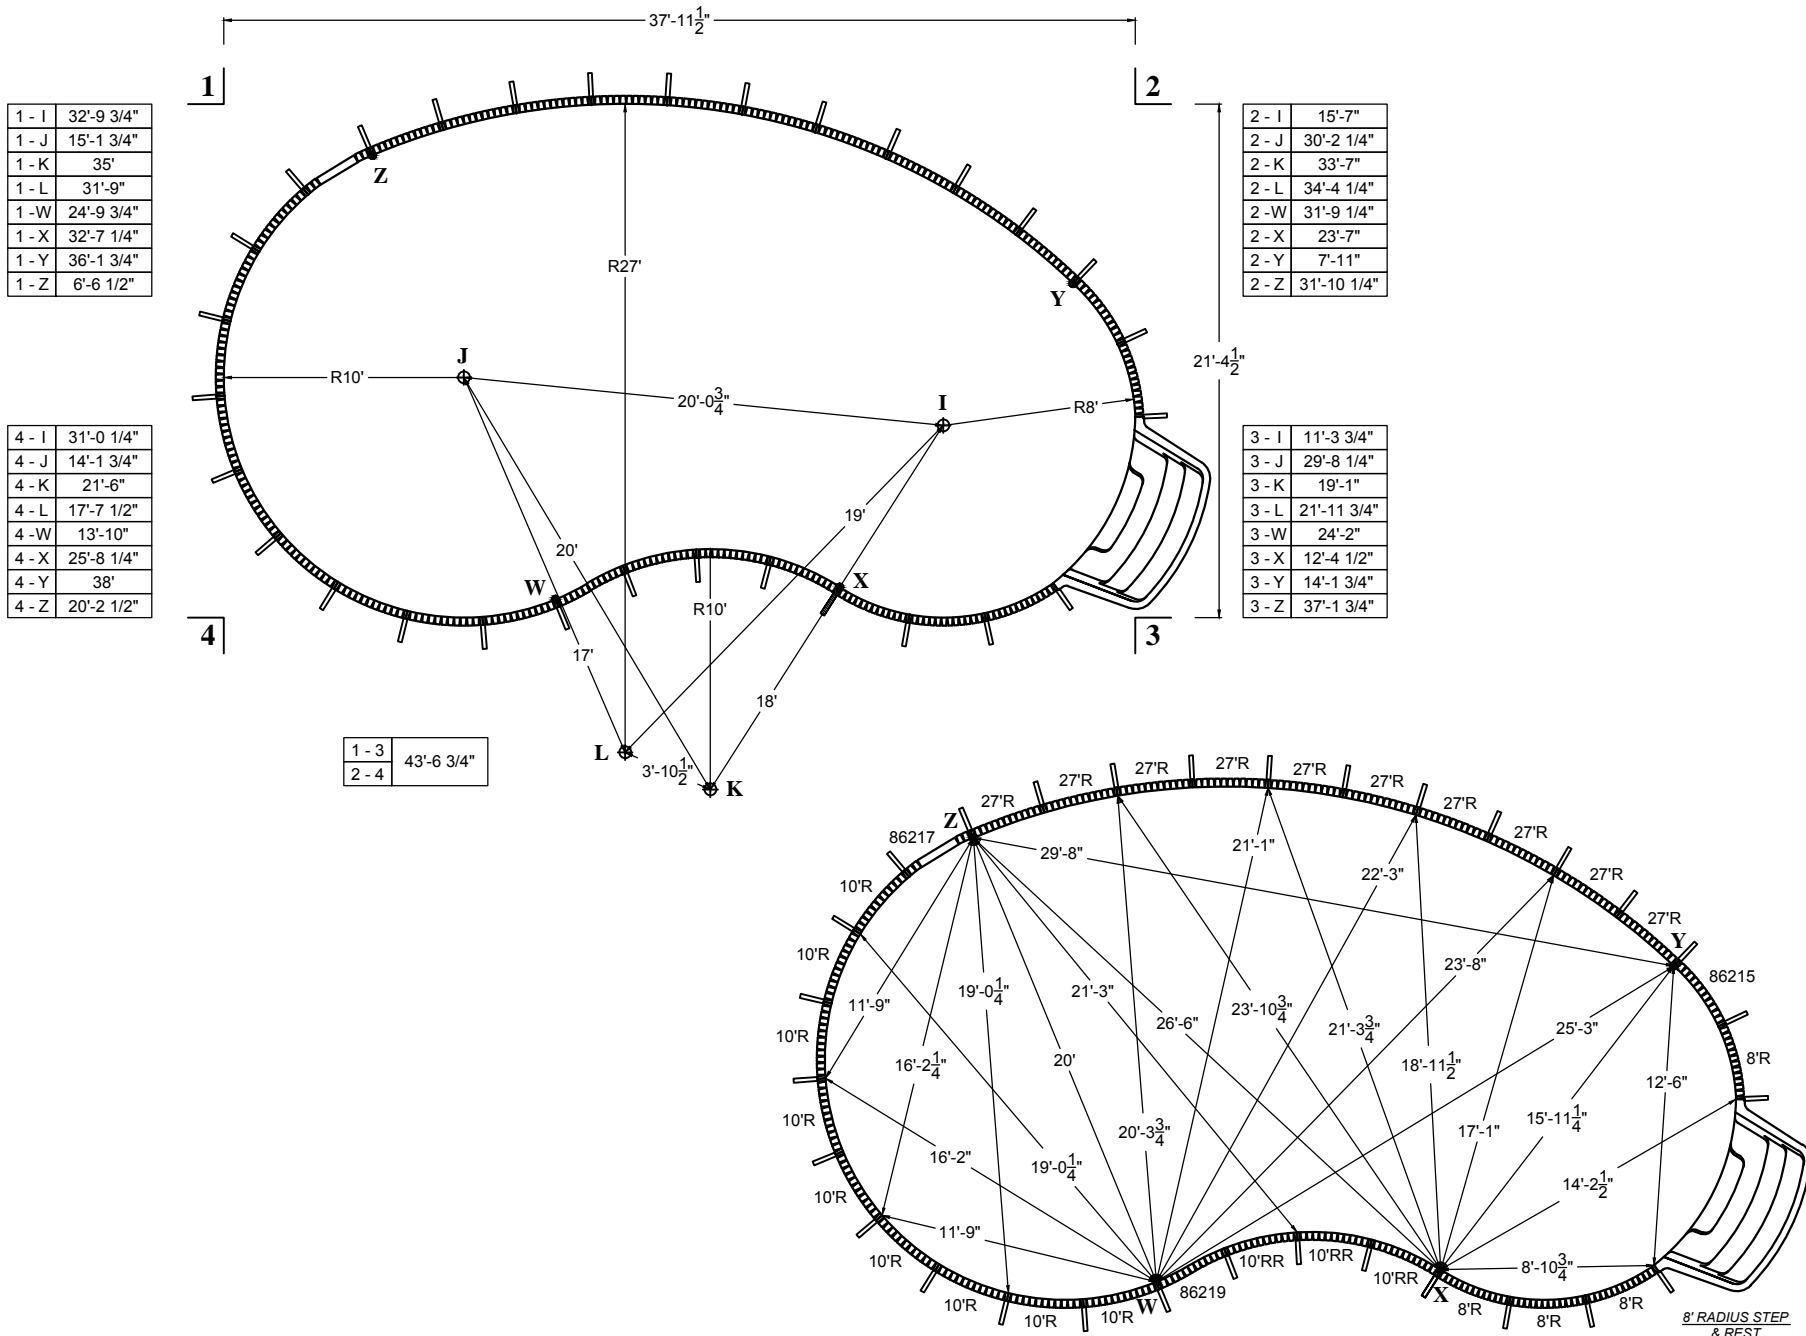 37'-11 1/2"
1
2
1 - I 32'-9 3/4"
1 - J 15'-1 3/4"
1 - K 35'
1 - L 31'-9"
1 -W 24'-9 3/4"
1 - X 32'-7 1/4"
1 - Y 36'-1 3/4"
1 - Z 6'-6 1/2"
2 - I 15'-7"
2 - J 30'-2 1/4"
2 - K 33'-7"
2 - L 34'-4 1/4"
2 -W 31'-9 1/4"
2 - X 23'-7"
2 - Y 7'-11"
2 - Z 31'-10 1/4"
Z
R27'
Y
J
21'-4 1/2"
R10'
20'-0 3/4"
I
R8'
4 - I 31'-0 1/4"
4 - J 14'-1 3/4"
4 - K 21'-6"
4 - L 17'-7 1/2"
4 -W 13'-10"
4 - X 25'-8 1/4"
4 - Y 38'
4 - Z 20'-2 1/2"
3 - I 11'-3 3/4"
3 - J 29'-8 1/4"
3 - K 19'-1"
3 - L 21'-11 3/4"
3 -W 24'-2"
3 - X 12'-4 1/2"
3 - Y 14'-1 3/4"
3 - Z 37'-1 3/4"
19'
20'
W
X
R10'
4
3
17'
18'
1 - 3
2 - 4
43'-6 3/4"
L
3'-10 1/2"
K
27'R
27'R
27'R
27'R
27'R
27'R
27'R
27'R
27'R
27'R
Z
86217
29'-8"
21'-1"
22'-3"
10'R
10'R
Y
86215
23'-8"
11'-9"
19'-0 1/4"
21'-3"
23'-10 3/4"
26'-6"
21'-3 3/4"
25'-3"
10'R
8'R
16'-2 1/4"
20'
18'-11 1/2"
12'-6"
10'R
20'-3 3/4"
17'-1"
15'-11 1/4"
16'-2"
19'-0 1/4"
14'-2 1/2"
10'R
11'-9"
10'R
10'RR
10'RR
10'RR
8'-10 3/4"
86219
W
X
10'R
10'R
10'R
8'R
8'R
8'R
8' RADIUS STEP
& REST